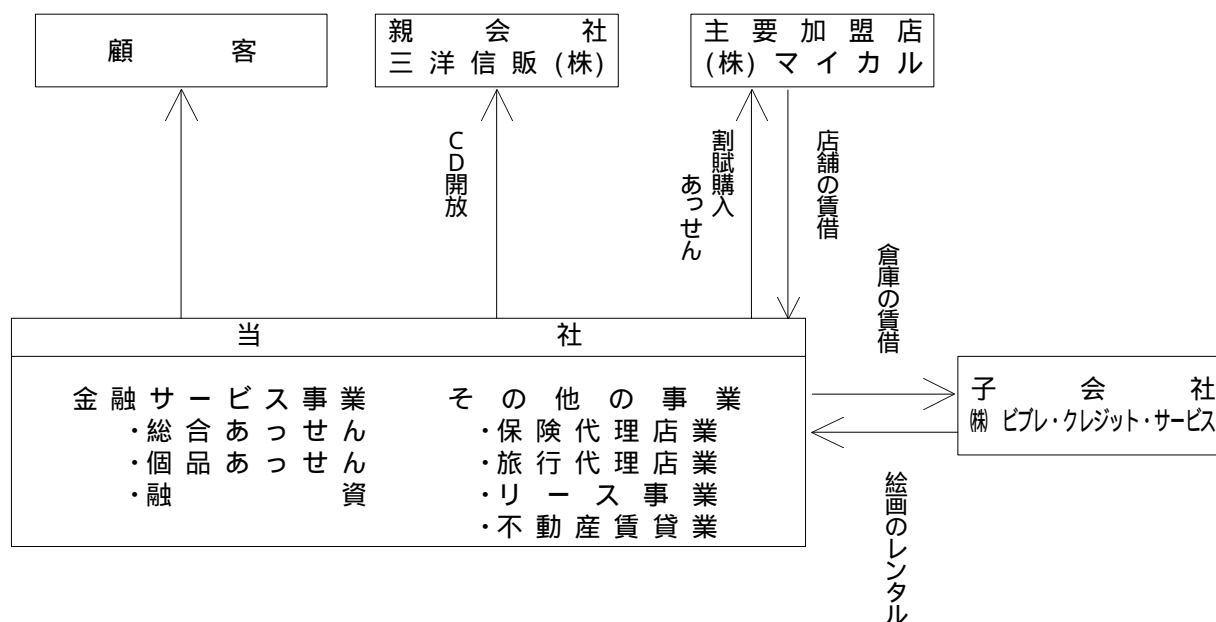 顧客
親会社
三洋信販(株)
主要加盟店
(株)マイカル
CD開放
割賦購入
あっせん
店舗の賃借
倉庫の賃借
当社
金融サービス事業
・総合あっせん
・個品あっせん
・融資
その他の事業
・保険代理店業
・旅行代理店業
・リース事業
・不動産賃貸業
子会社
㈱ ビブレ・クレジット・サービス
絵画のレンタル